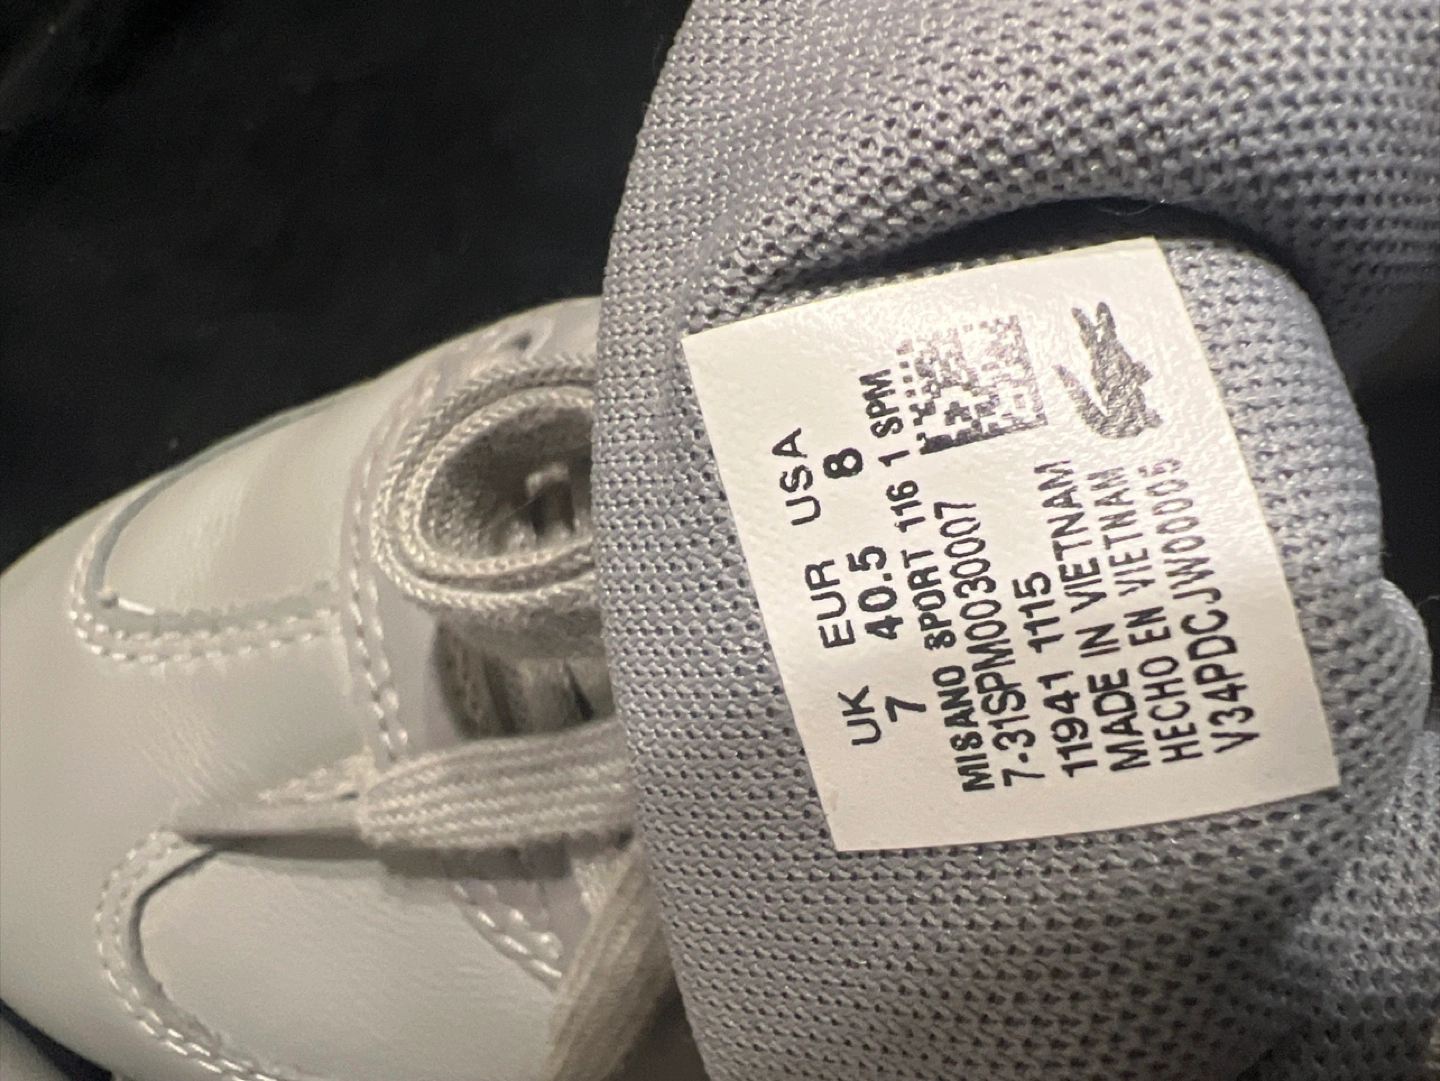 UK EUR USA
7 40.5 8
MISANO SPORT 116 1 SPM
7-31SPM0030007
11941 1115
MADE IN VIETNAM
HECHO EN VIETNAM
V34PDCJW00005